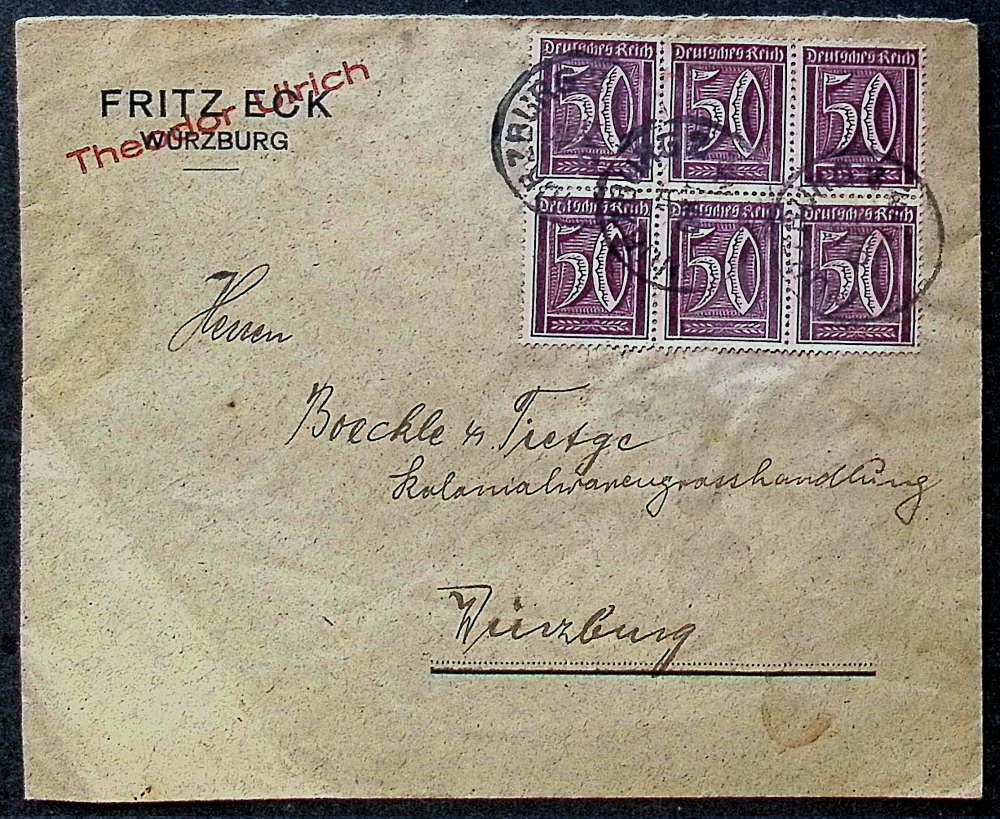 FRITZ ECK
WÜRZBURG
Theodor Ullrich
Deutsches Reich Deutsches Reich Deutsches Reich
50 50 50
Deutsches Reich Deutsches Reich Deutsches Reich
50 50 50
Herren
Boeckle & Tietge
Kolonialwarengrosshandlung
Würzburg